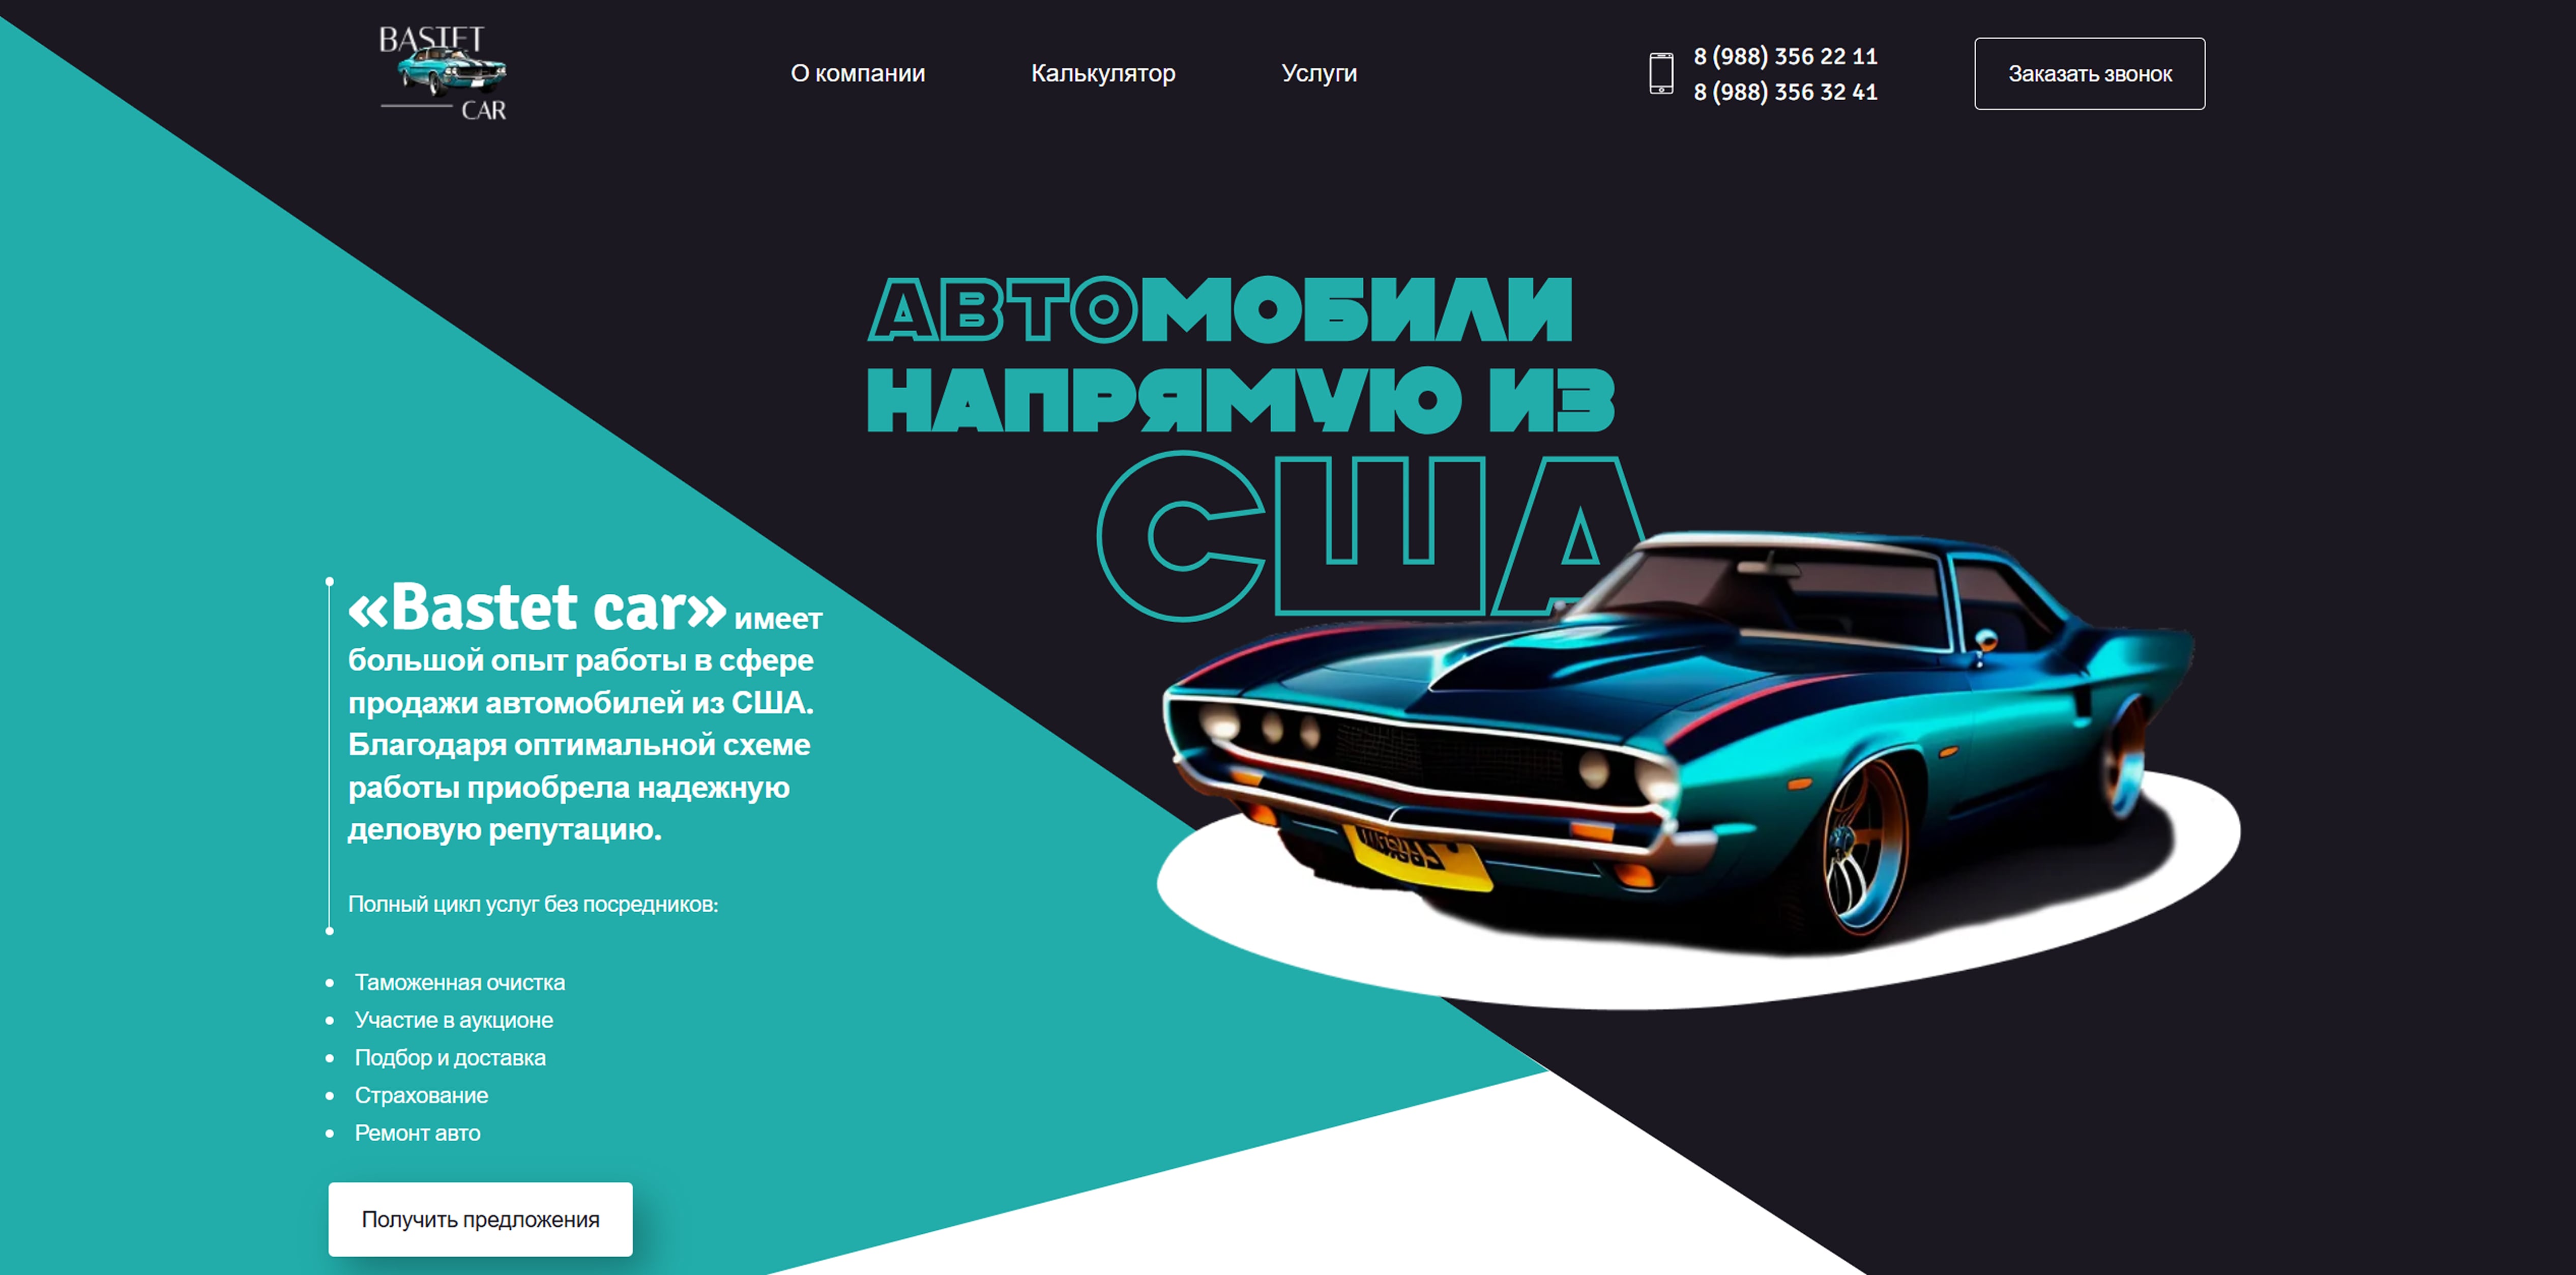 BASTET
CAR
О компании
Калькулятор
Услуги
8 (988) 356 22 11
8 (988) 356 32 41
Заказать звонок
АВТОМОБИЛИ
НАПРЯМУЮ ИЗ
США
«Bastet car» имеет
большой опыт работы в сфере
продажи автомобилей из США.
Благодаря оптимальной схеме
работы приобрела надежную
деловую репутацию.
Полный цикл услуг без посредников:
Таможенная очистка
Участие в аукционе
Подбор и доставка
Страхование
Ремонт авто
Получить предложения